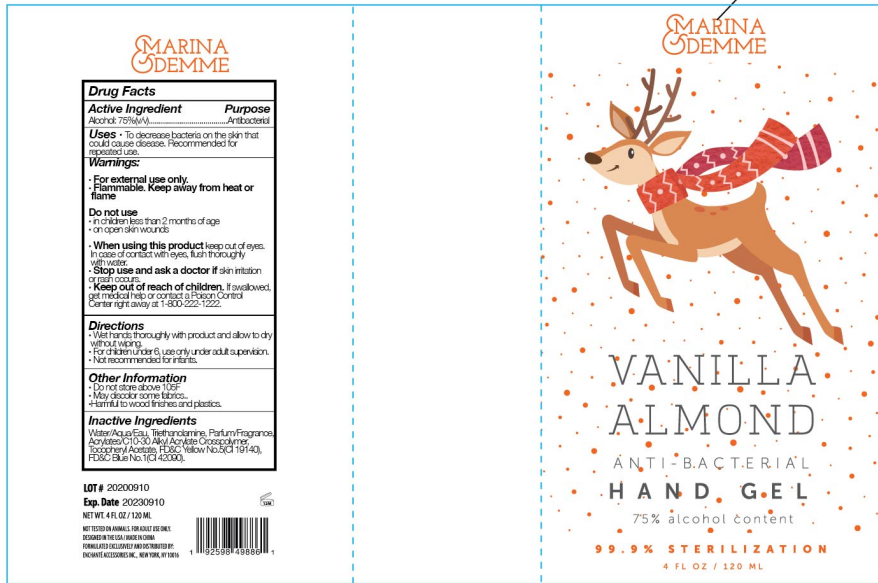 MARINA
& DEMME
Drug Facts
Active Ingredient Purpose
Alcohol: 75%(v/v)......................................Antibacterial
Uses • To decrease bacteria on the skin that
could cause disease. Recommended for
repeated use.
Warnings:
• For external use only.
• Flammable. Keep away from heat or
flame
Do not use
• in children less than 2 months of age
• on open skin wounds
• When using this product keep out of eyes.
In case of contact with eyes, flush thoroughly
with water.
• Stop use and ask a doctor if skin irritation
or rash occurs.
• Keep out of reach of children. If swallowed,
get medical help or contact a Poison Control
Center right away at 1-800-222-1222.
Directions
• Wet hands thoroughly with product and allow to dry
without wiping.
• For children under 6, use only under adult supervision.
• Not recommended for infants.
Other Information
• Do not store above 105F
• May discolor some fabrics..
•Harmful to wood finishes and plastics.
Inactive Ingredients
Water/Aqua/Eau, Triethanolamine, Parfum/Fragrance,
Acrylates/C10-30 Alkyl Acrylate Crosspolymer,
Tocopheryl Acetate, FD&C Yellow No.5(CI 19140),
FD&C Blue No.1(CI 42090),
LOT # 20200910
Exp. Date 20230910
NET WT. 4 FL OZ / 120 ML
12M
NOT TESTED ON ANIMALS. FOR ADULT USE ONLY.
DESIGNED IN THE USA / MADE IN CHINA
FORMULATED EXCLUSIVELY AND DISTRIBUTED BY:
ENCHANTÉ ACCESSORIES INC., NEW YORK, NY 10016
1 92598 49886 1
MARINA
& DEMME
VANILLA
ALMOND
ANTI-BACTERIAL
HAND GEL
75% alcohol content
99.9% STERILIZATION
4 FL OZ / 120 ML